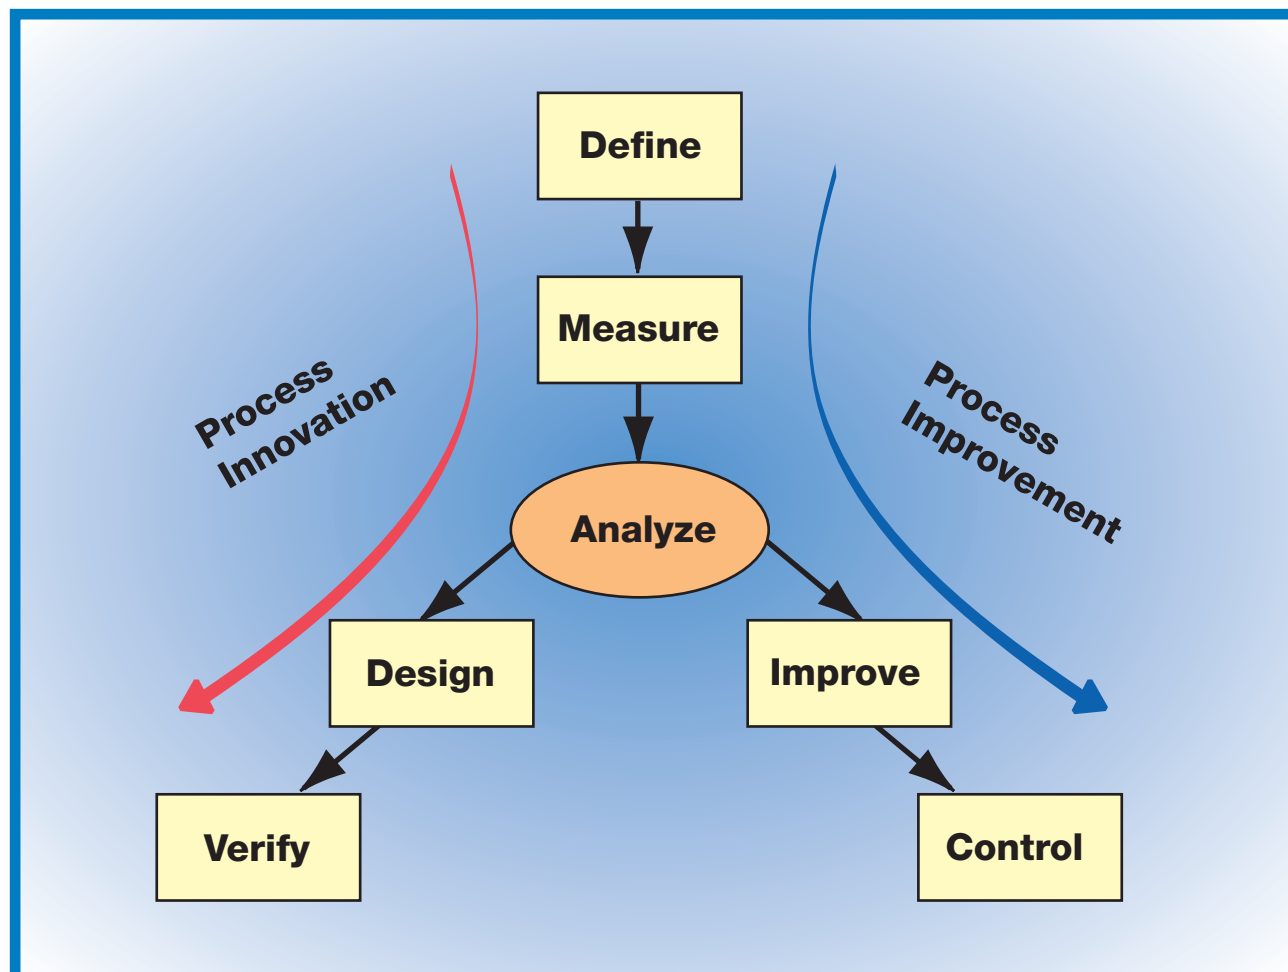 Define
Measure
Process
Innovation
Process
Improvement
Analyze
Design
Improve
Verify
Control